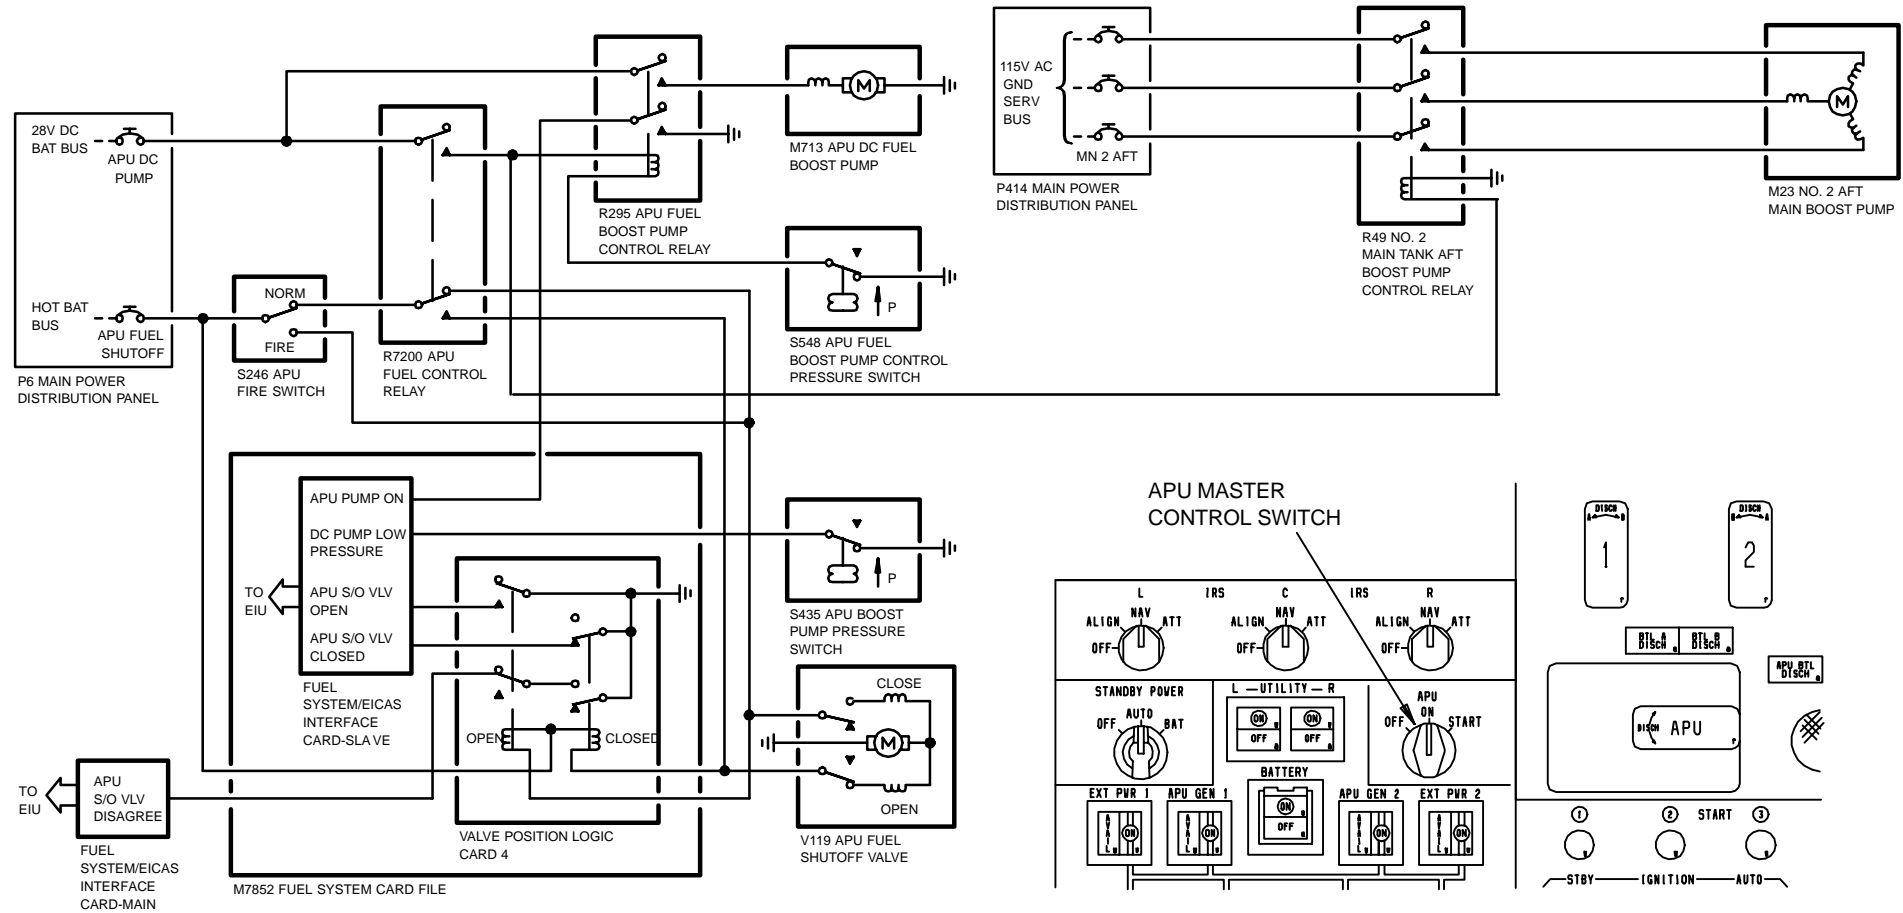 28V DC
BAT BUS
APU DC
PUMP
HOT BAT
BUS
APU FUEL
SHUTOFF
P6 MAIN POWER
DISTRIBUTION PANEL
NORM
FIRE
S246 APU
FIRE SWITCH
R7200 APU
FUEL CONTROL
RELAY
R295 APU FUEL
BOOST PUMP
CONTROL RELAY
M
M713 APU DC FUEL
BOOST PUMP
P
S548 APU FUEL
BOOST PUMP CONTROL
PRESSURE SWITCH
115V AC
GND
SERV
BUS
MN 2 AFT
P414 MAIN POWER
DISTRIBUTION PANEL
R49 NO. 2
MAIN TANK AFT
BOOST PUMP
CONTROL RELAY
M
M23 NO. 2 AFT
MAIN BOOST PUMP
APU PUMP ON
DC PUMP LOW
PRESSURE
APU S/O VLV
OPEN
APU S/O VLV
CLOSED
TO
EIU
FUEL
SYSTEM/EICAS
INTERFACE
CARD-SLAVE
OPEN
CLOSED
VALVE POSITION LOGIC
CARD 4
P
S435 APU BOOST
PUMP PRESSURE
SWITCH
CLOSE
M
OPEN
V119 APU FUEL
SHUTOFF VALVE
TO
EIU
APU
S/O VLV
DISAGREE
FUEL
SYSTEM/EICAS
INTERFACE
CARD-MAIN
M7852 FUEL SYSTEM CARD FILE
APU MASTER
CONTROL SWITCH
L IRS C IRS R
ALIGN NAV ATT
OFF
ALIGN NAV ATT
OFF
ALIGN NAV ATT
OFF
STANDBY POWER
OFF AUTO BAT
L — UTILITY — R
ON
OFF
ON
OFF
APU
OFF ON START
BATTERY
ON
OFF
EXT PWR 1
AVAIL ON
APU GEN 1
AVAIL ON
APU GEN 2
AVAIL ON
EXT PWR 2
AVAIL ON
DISCH
A B
1
DISCH
B A
2
BTL A
DISCH
BTL B
DISCH
APU BTL
DISCH
DISCH APU
1 2 START 3
STBY IGNITION AUTO